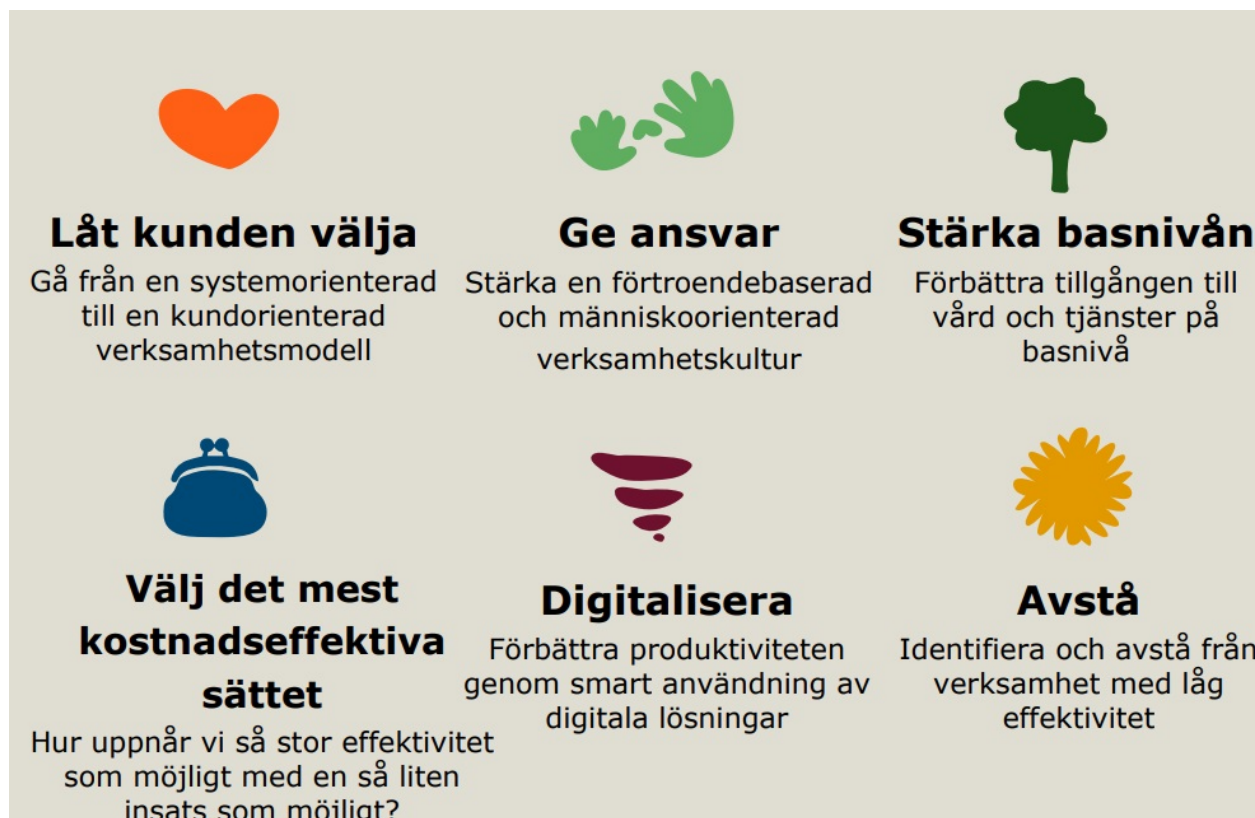 Låt kunden välja
Gå från en systemorienterad
till en kundorienterad
verksamhetsmodell
Ge ansvar
Stärka en förtroendebaserad
och människoorienterad
verksamhetskultur
Stärka basnivån
Förbättra tillgången till
vård och tjänster på
basnivå
Välj det mest
kostnadseffektiva
sättet
Hur uppnår vi så stor effektivitet
som möjligt med en så liten
insats som möjligt?
Digitalisera
Förbättra produktiviteten
genom smart användning av
digitala lösningar
Avstå
Identifiera och avstå från
verksamhet med låg
effektivitet